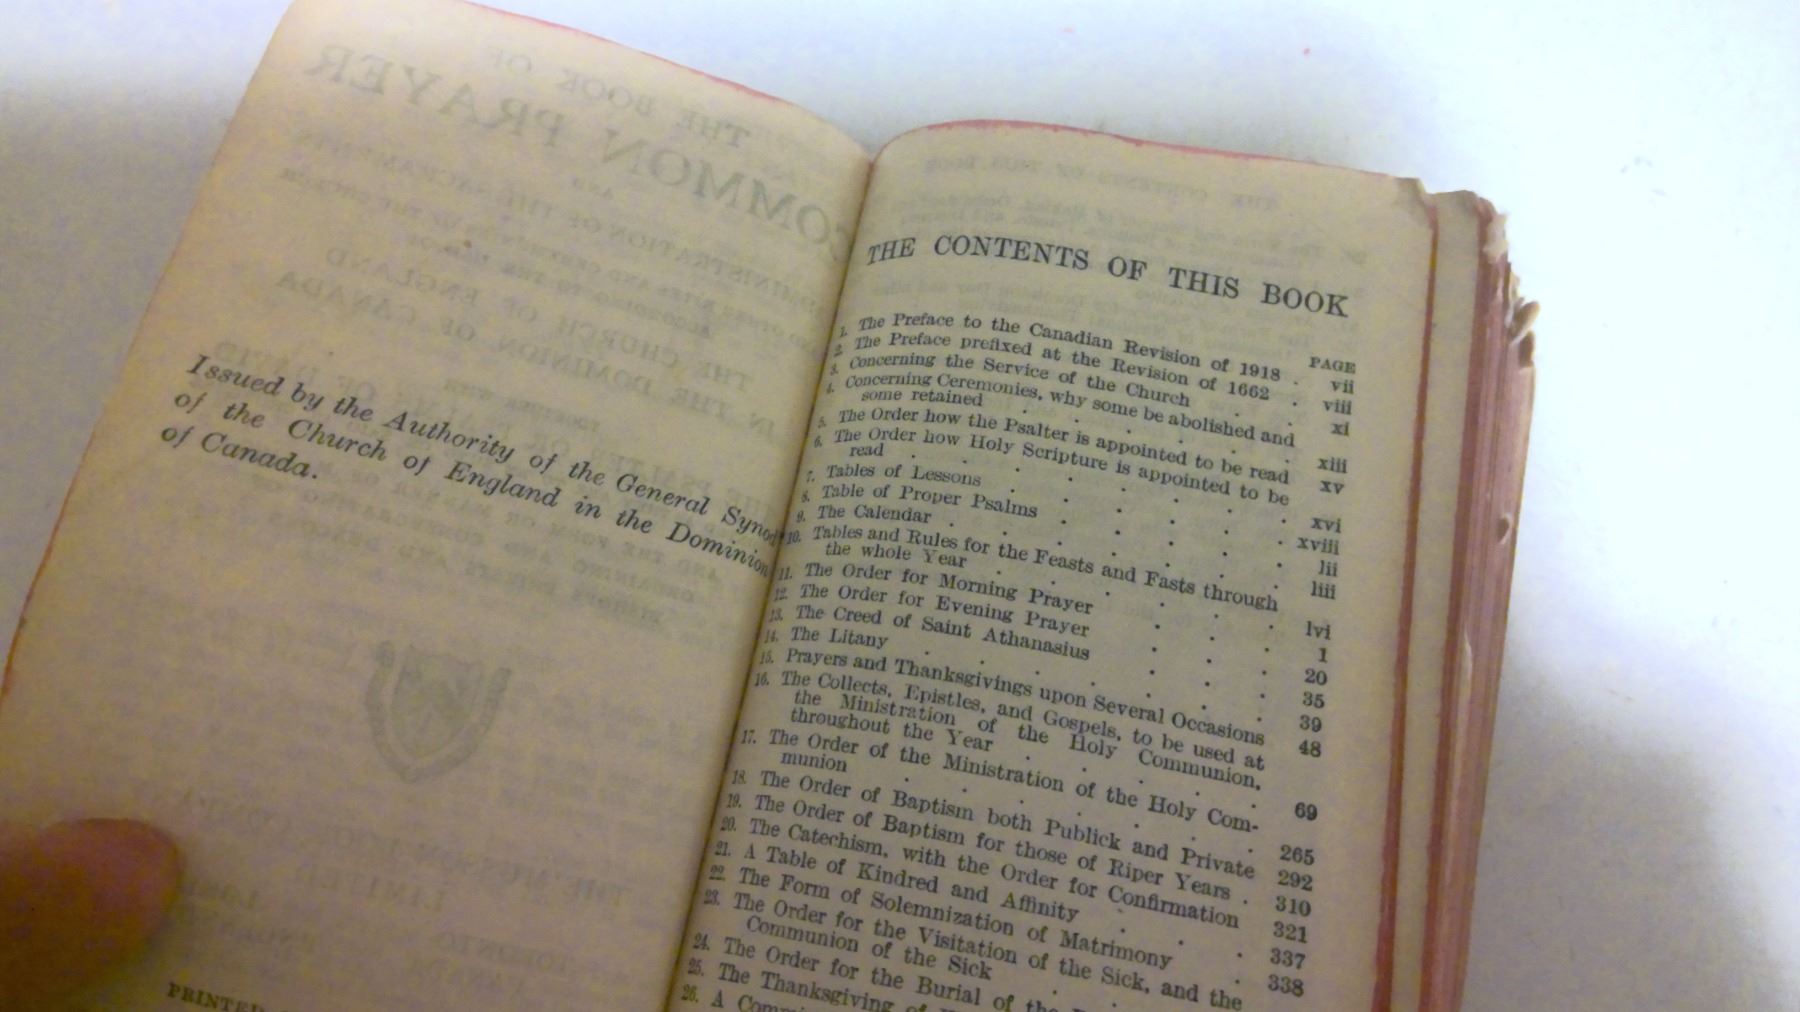 Issued by the Authority of the General Synod
of the Church of England in the Dominion
of Canada.
PRINTED
THE CONTENTS OF THIS BOOK
PAGE
1. The Preface to the Canadian Revision of 1918 . vii
2. The Preface prefixed at the Revision of 1662 . viii
3. Concerning the Service of the Church . . xi
4. Concerning Ceremonies, why some be abolished and
some retained . . . . . xiii
5. The Order how the Psalter is appointed to be read xv
6. The Order how Holy Scripture is appointed to be
read . . . . . . . xvi
7. Tables of Lessons . . . . . xviii
8. Table of Proper Psalms . . . . . lii
9. The Calendar . . . . . . liii
10. Tables and Rules for the Feasts and Fasts through
the whole Year . . . . . . lvi
11. The Order for Morning Prayer . . . 1
12. The Order for Evening Prayer . . . 20
13. The Creed of Saint Athanasius . . . 35
14. The Litany . . . . . . 39
15. Prayers and Thanksgivings upon Several Occasions 48
16. The Collects, Epistles, and Gospels, to be used at
the Ministration of the Holy Communion,
throughout the Year . . . . 69
17. The Order of the Ministration of the Holy Com-
munion . . . . . 265
18. The Order of Baptism both Publick and Private 292
19. The Order of Baptism for those of Riper Years . 310
20. The Catechism, with the Order for Confirmation 321
21. A Table of Kindred and Affinity . . . 337
22. The Form of Solemnization of Matrimony . 338
23. The Order for the Visitation of the Sick, and the
Communion of the Sick . .
24. The Order for the Burial of the
25. The Thanksgiving of
26. A